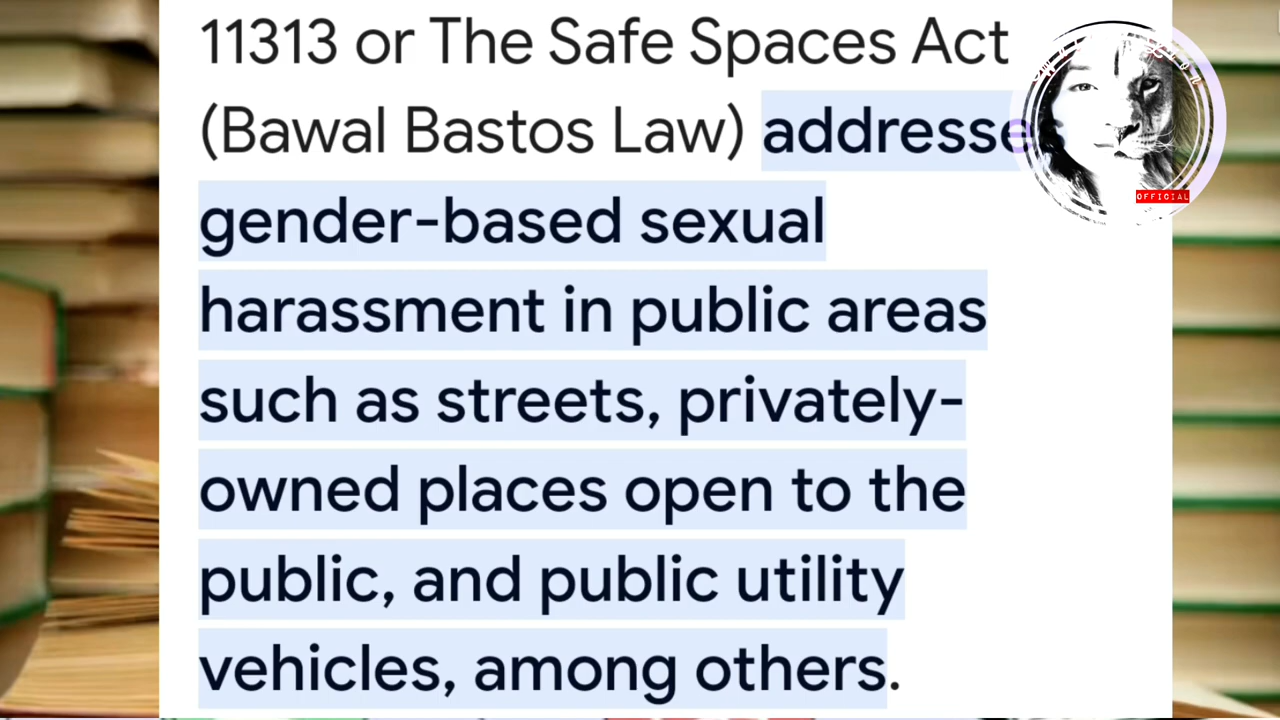 11313 or The Safe Spaces Act
(Bawal Bastos Law) addresse
gender-based sexual
harassment in public areas
such as streets, privately-
owned places open to the
public, and public utility
vehicles, among others.
OFFICIAL